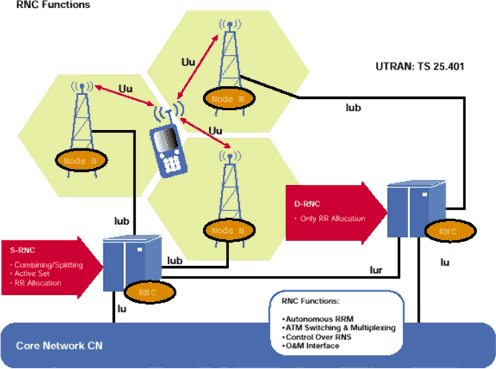 RNC Functions
UTRAN: TS 25.401
Uu
Uu
Uu
Node B
Node B
Node B
Iub
Iub
Iub
D-RNC
• Only RR Allocation
RNC
S-RNC
• Combining/Splitting
• Active Set
• RR Allocation
RNC
Iur
Iu
Iu
RNC Functions:
•Autonomous RRM
•ATM Switching & Multiplexing
•Control Over RNS
•O&M Interface
Core Network CN